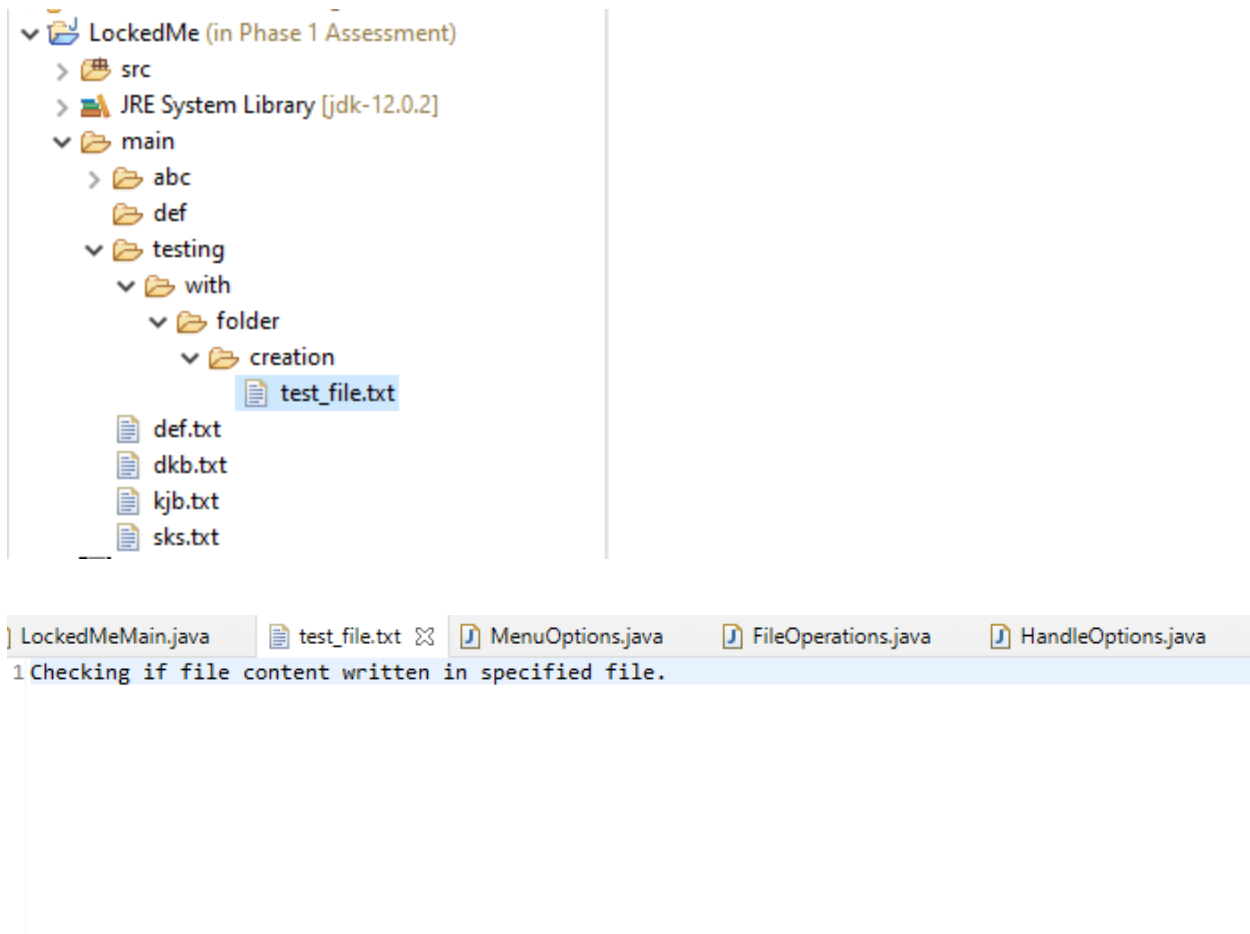 LockedMe (in Phase 1 Assessment)
src
JRE System Library [jdk-12.0.2]
main
abc
def
testing
with
folder
creation
test_file.txt
def.txt
dkb.txt
kjb.txt
sks.txt
LockedMeMain.java test_file.txt MenuOptions.java FileOperations.java HandleOptions.java
1 Checking if file content written in specified file.